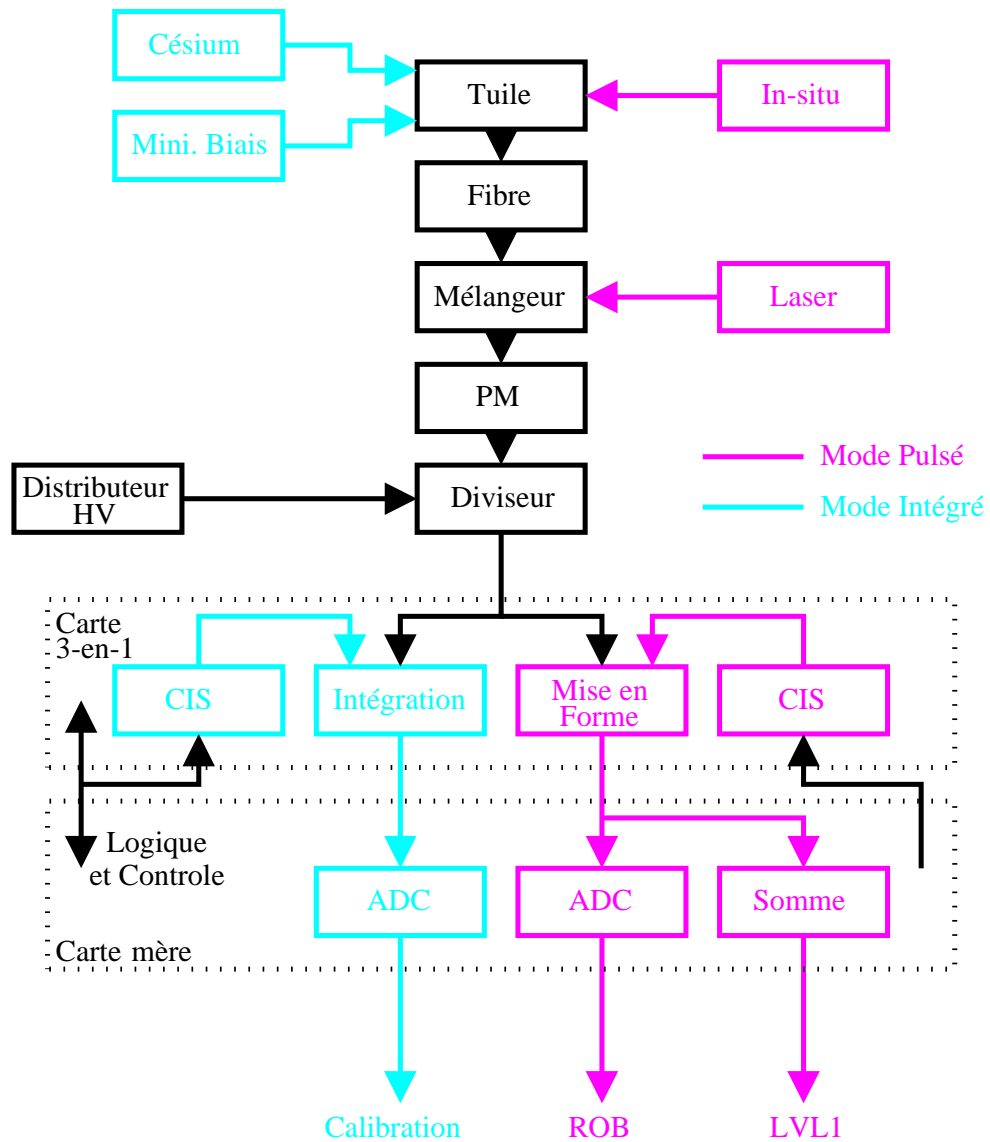 Césium
Tuile
In-situ
Mini. Biais
Fibre
Mélangeur
Laser
PM
Mode Pulsé
Distributeur
HV
Diviseur
Mode Intégré
Carte
3-en-1
CIS
Intégration
Mise en
Forme
CIS
Logique
et Controle
ADC
ADC
Somme
Carte mère
Calibration
ROB
LVL1